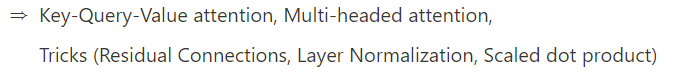 ⇒ Key-Query-Value attention, Multi-headed attention,
Tricks (Residual Connections, Layer Normalization, Scaled dot product)